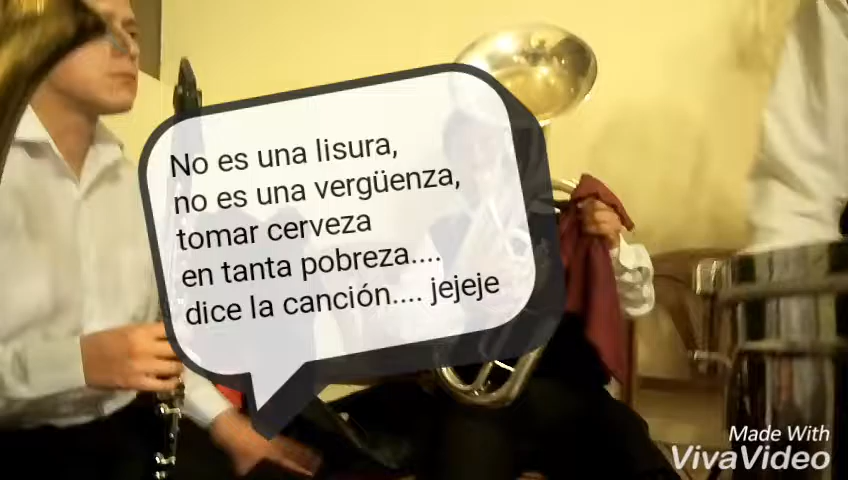 No es una lisura,
no es una vergüenza,
tomar cerveza
en tanta pobreza....
dice la canción.... jejeje
Made With
VivaVideo